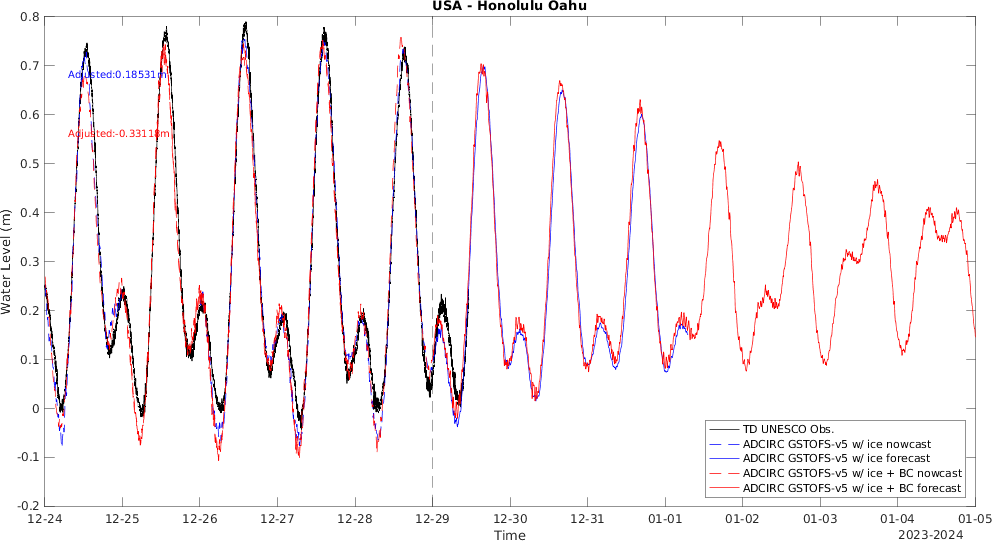 USA - Honolulu Oahu
0.8
0.7
0.6
0.5
0.4
0.3
0.2
0.1
0
-0.1
-0.2
Water Level (m)
Adjusted:0.18531m
Adjusted:-0.33118m
TD UNESCO Obs.
ADCIRC GSTOFS-v5 w/ ice nowcast
ADCIRC GSTOFS-v5 w/ ice forecast
ADCIRC GSTOFS-v5 w/ ice + BC nowcast
ADCIRC GSTOFS-v5 w/ ice + BC forecast
12-24 12-25 12-26 12-27 12-28 12-29 12-30 12-31 01-01 01-02 01-03 01-04 01-05
Time
2023-2024